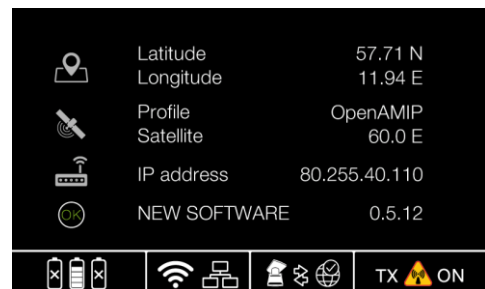 Latitude 57.71 N
Longitude 11.94 E
Profile OpenAMIP
Satellite 60.0 E
IP address 80.255.40.110
OK NEW SOFTWARE 0.5.12
TX ON